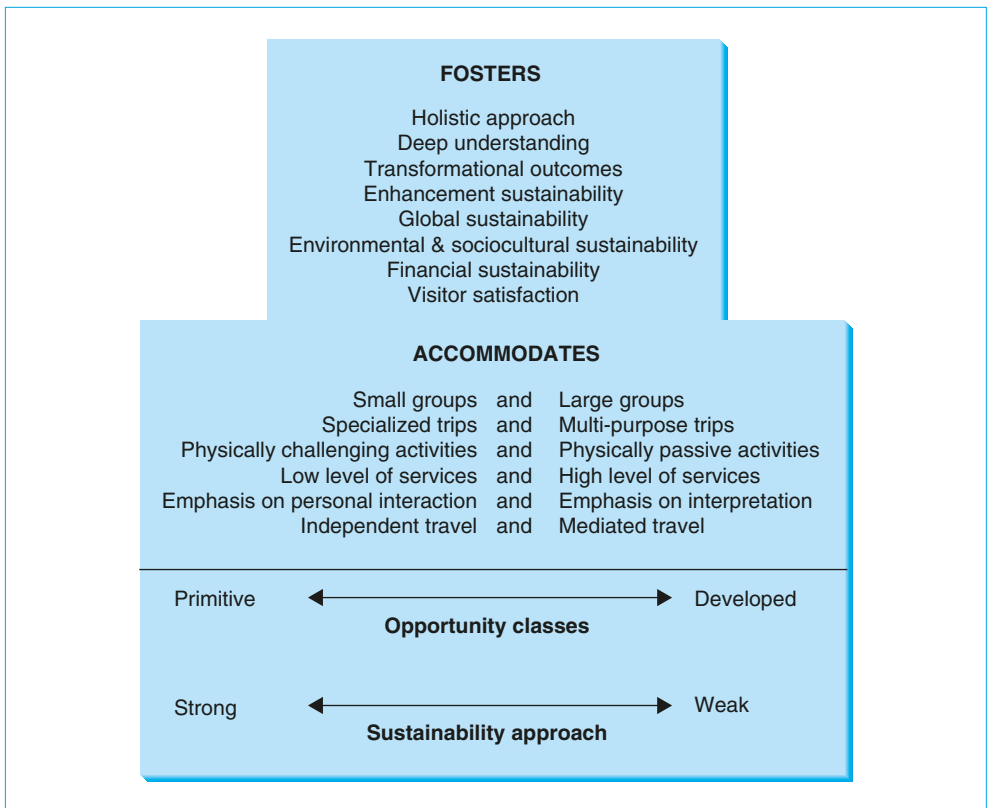 FOSTERS
Holistic approach
Deep understanding
Transformational outcomes
Enhancement sustainability
Global sustainability
Environmental & sociocultural sustainability
Financial sustainability
Visitor satisfaction
ACCOMMODATES
Small groups and Large groups
Specialized trips and Multi-purpose trips
Physically challenging activities and Physically passive activities
Low level of services and High level of services
Emphasis on personal interaction and Emphasis on interpretation
Independent travel and Mediated travel
Primitive Developed
Opportunity classes
Strong Weak
Sustainability approach